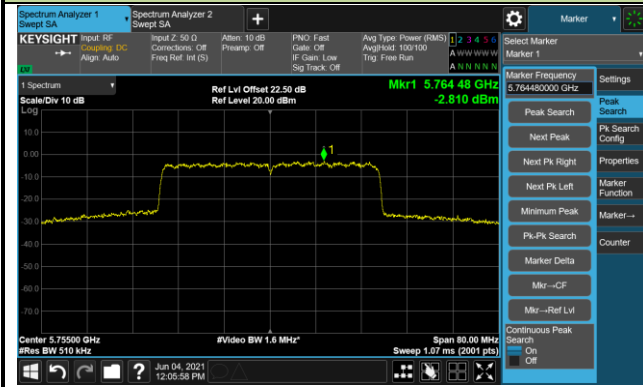 Spectrum Analyzer 1
Swept SA
Spectrum Analyzer 2
Swept SA
+
Marker
KEYSIGHT
Input: RF
Coupling: DC
Align: Auto
Input Z: 50 Ω
Corrections: Off
Freq Ref: Int (S)
Atten: 10 dB
Preamp: Off
PNO: Fast
Gate: Off
IF Gain: Low
Sig Track: Off
Avg Type: Power (RMS)
Avg|Hold: 100/100
Trig: Free Run
1 2 3 4 5 6
A W W W W W
A N N N N N
Select Marker
Marker 1
1 Spectrum
Scale/Div 10 dB
Log
Ref Lvl Offset 22.50 dB
Ref Level 20.00 dBm
Mkr1 5.764 48 GHz
-2.810 dBm
1
10.0
0.00
-10.0
-20.0
-30.0
-40.0
-50.0
-60.0
-70.0
Center 5.75500 GHz
#Res BW 510 kHz
#Video BW 1.6 MHz*
Span 80.00 MHz
Sweep 1.07 ms (2001 pts)
Marker Frequency
5.764480000 GHz
Peak Search
Next Peak
Next Pk Right
Next Pk Left
Minimum Peak
Pk-Pk Search
Marker Delta
Mkr→CF
Mkr→Ref Lvl
Continuous Peak
Search
On
Off
Settings
Peak
Search
Pk Search
Config
Properties
Marker
Function
Marker→
Counter
?
Jun 04, 2021
12:05:58 PM